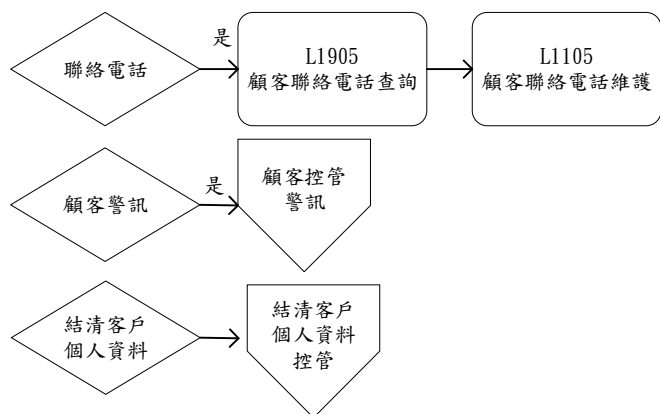 是
聯絡電話
L1905
顧客聯絡電話查詢
L1105
顧客聯絡電話維護
顧客警訊
是
顧客控管
警訊
結清客戶
個人資料
結清客戶
個人資料
控管